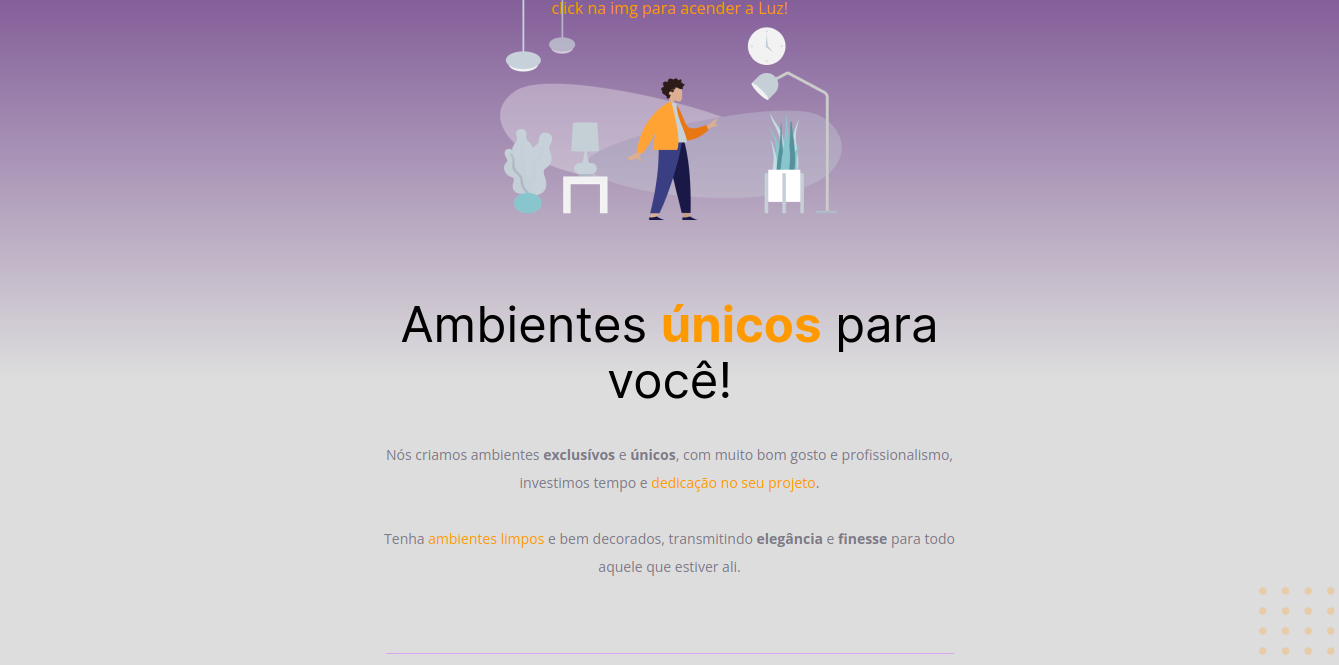 click na img para acender a Luz!
Ambientes únicos para
você!
Nós criamos ambientes exclusívos e únicos, com muito bom gosto e profissionalismo,
investimos tempo e dedicação no seu projeto.
Tenha ambientes limpos e bem decorados, transmitindo elegância e finesse para todo
aquele que estiver ali.